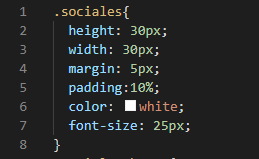 1 .sociales{
2 height: 30px;
3 width: 30px;
4 margin: 5px;
5 padding:10%;
6 color: white;
7 font-size: 25px;
8 }